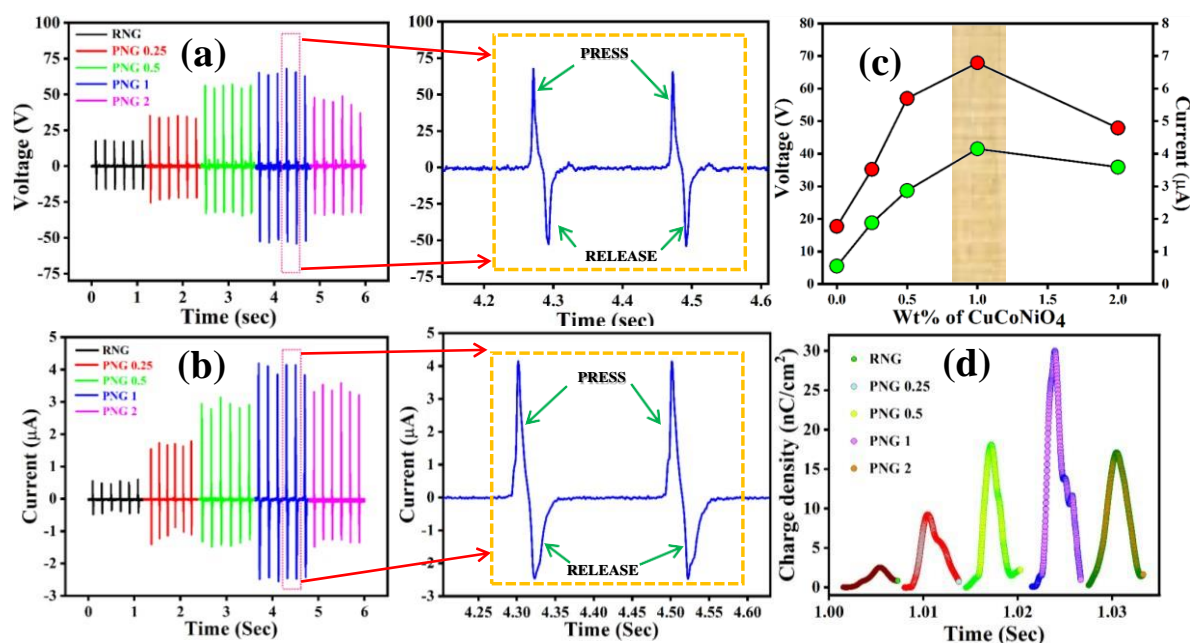 (a)
RNG
PNG 0.25
PNG 0.5
PNG 1
PNG 2
Voltage (V)
100
75
50
25
0
-25
-50
-75
0 1 2 3 4 5 6
Time (sec)
PRESS
RELEASE
100
75
50
25
0
-25
-50
-75
4.2 4.3 4.4 4.5 4.6
Time (sec)
(c)
Voltage (V)
80
70
60
50
40
30
20
10
0
Current (µA)
8
7
6
5
4
3
2
1
0
0.0 0.5 1.0 1.5 2.0
Wt% of CuCoNiO4
(b)
RNG
PNG 0.25
PNG 0.5
PNG 1
PNG 2
Current (µA)
5
4
3
2
1
0
-1
-2
-3
0 1 2 3 4 5 6
Time (Sec)
Current (µA)
PRESS
RELEASE
5
4
3
2
1
0
-1
-2
-3
4.25 4.30 4.35 4.40 4.45 4.50 4.55 4.60
Time (Sec)
(d)
RNG
PNG 0.25
PNG 0.5
PNG 1
PNG 2
Charge density (nC/cm2)
30
25
20
15
10
5
0
1.00 1.01 1.02 1.03
Time (Sec)